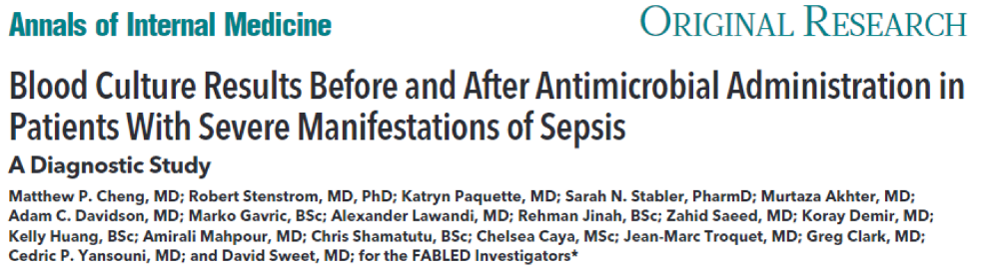 Annals of Internal Medicine
ORIGINAL RESEARCH
Blood Culture Results Before and After Antimicrobial Administration in
Patients With Severe Manifestations of Sepsis
A Diagnostic Study
Matthew P. Cheng, MD; Robert Stenstrom, MD, PhD; Katryn Paquette, MD; Sarah N. Stabler, PharmD; Murtaza Akhter, MD;
Adam C. Davidson, MD; Marko Gavric, BSc; Alexander Lawandi, MD; Rehman Jinah, BSc; Zahid Saeed, MD; Koray Demir, MD;
Kelly Huang, BSc; Amirali Mahpour, MD; Chris Shamatutu, BSc; Chelsea Caya, MSc; Jean-Marc Troquet, MD; Greg Clark, MD;
Cedric P. Yansouni, MD; and David Sweet, MD; for the FABLED Investigators*